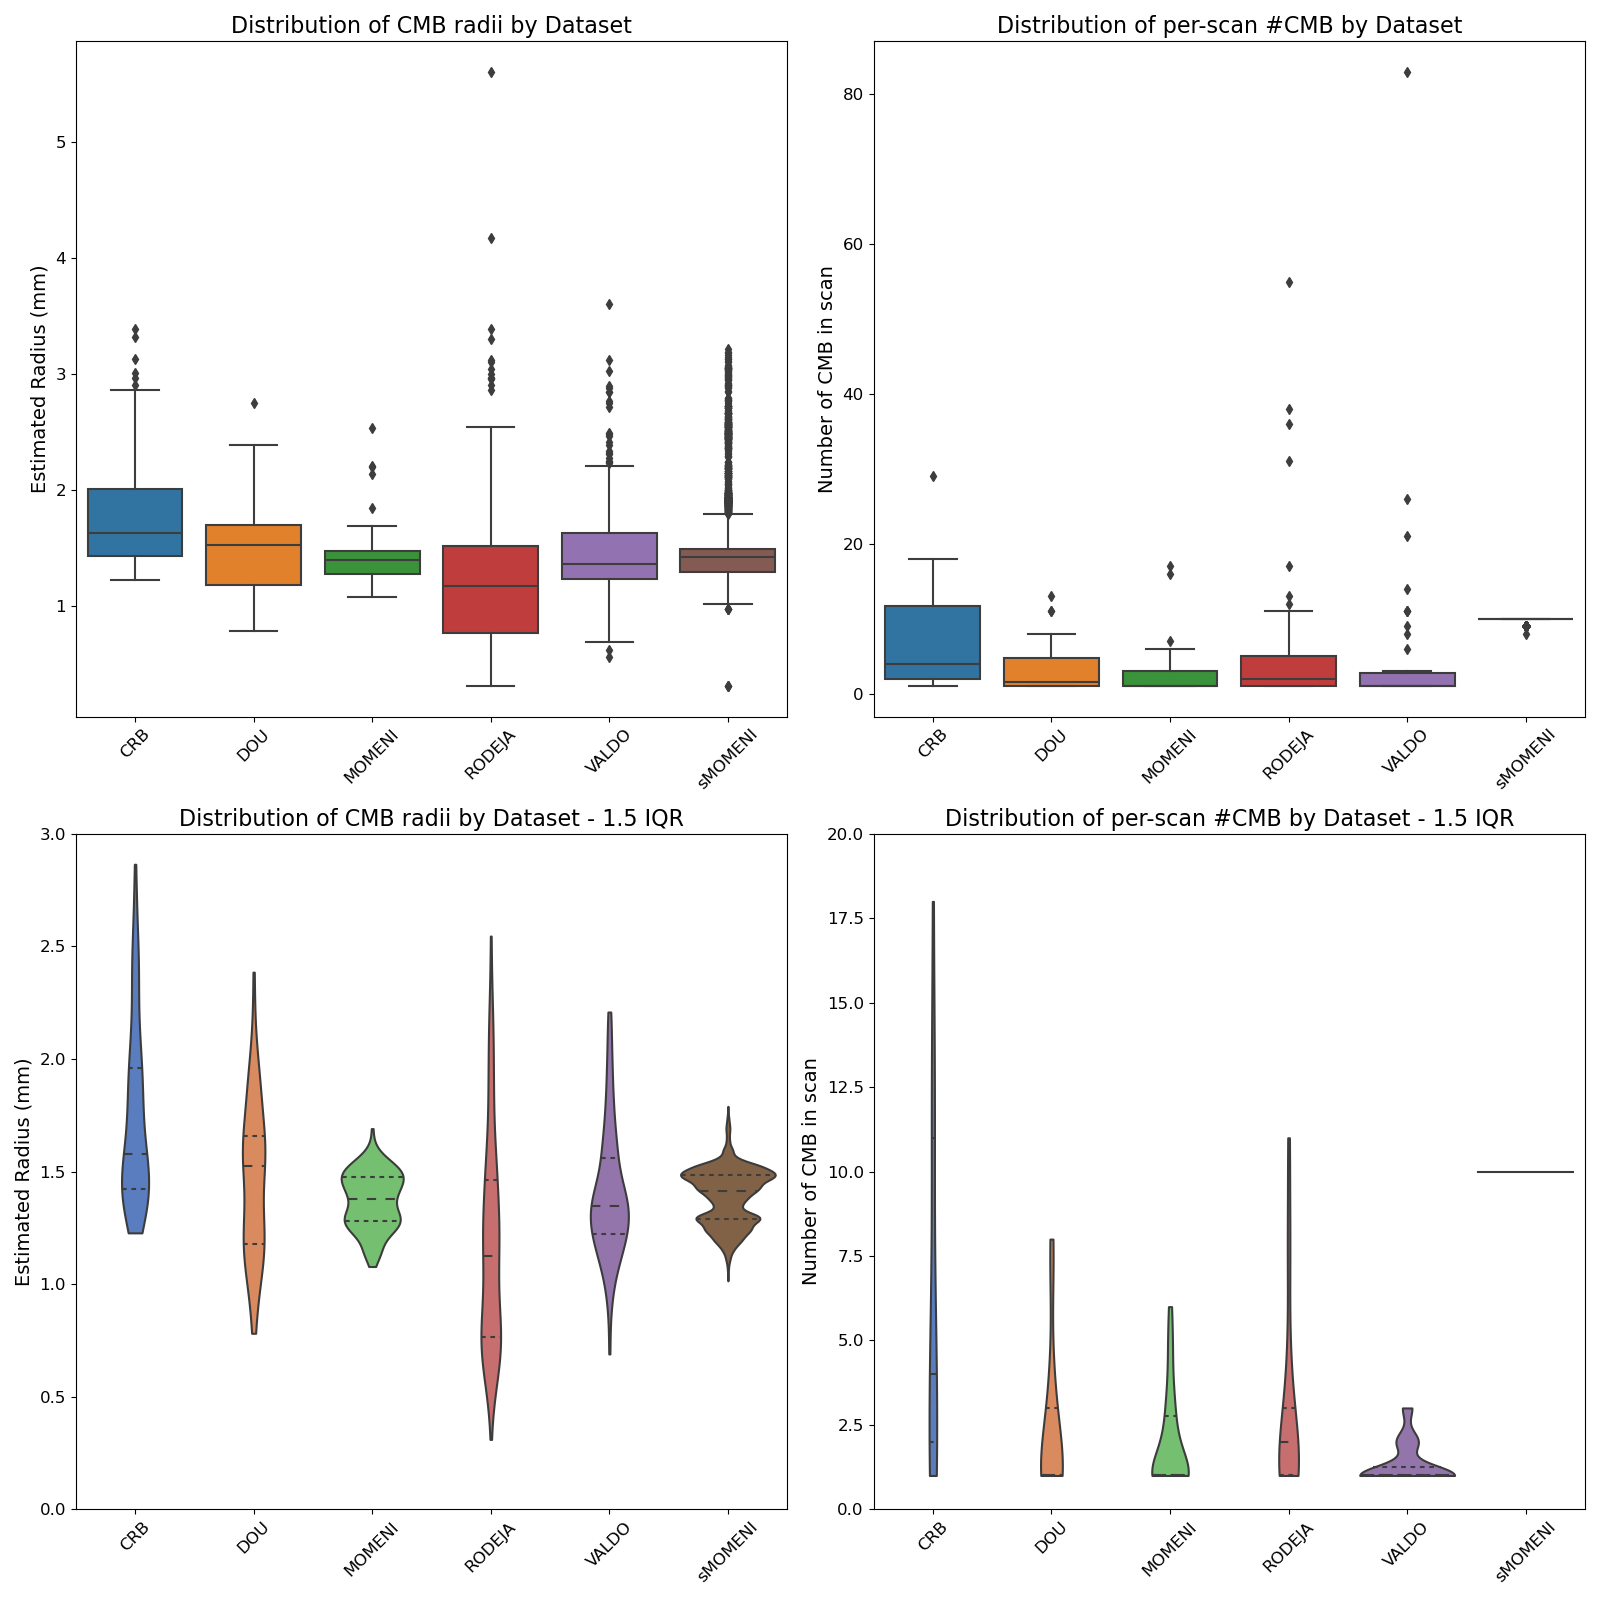 Distribution of CMB radii by Dataset
Estimated Radius (mm)
5
4
3
2
1
CRB
DOU
MOMENI
RODEJA
VALDO
sMOMENI
Distribution of per-scan #CMB by Dataset
Number of CMB in scan
80
60
40
20
0
CRB
DOU
MOMENI
RODEJA
VALDO
sMOMENI
Distribution of CMB radii by Dataset - 1.5 IQR
Estimated Radius (mm)
3.0
2.5
2.0
1.5
1.0
0.5
0.0
CRB
DOU
MOMENI
RODEJA
VALDO
sMOMENI
Distribution of per-scan #CMB by Dataset - 1.5 IQR
Number of CMB in scan
20.0
17.5
15.0
12.5
10.0
7.5
5.0
2.5
0.0
CRB
DOU
MOMENI
RODEJA
VALDO
sMOMENI